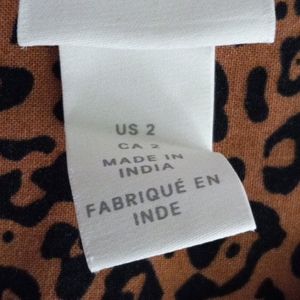 US 2
CA 2
MADE IN
INDIA
FABRIQUÉ EN
INDE